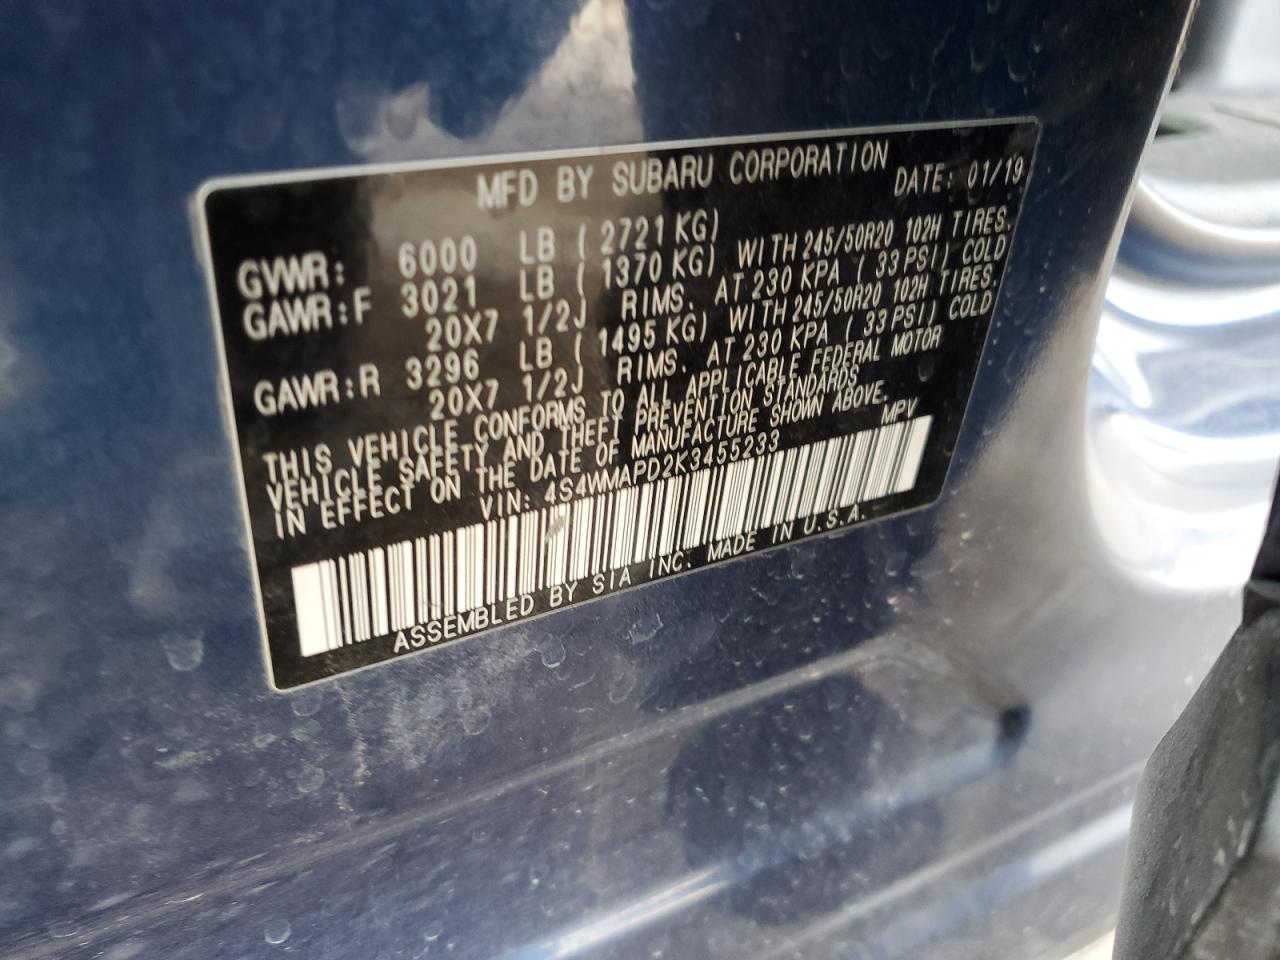 MFD BY SUBARU CORPORATION
DATE: 01/19
GVWR: 6000 LB ( 2721 KG)
GAWR:F 3021 LB ( 1370 KG) WITH 245/50R20 102H TIRES.
20X7 1/2J RIMS. AT 230 KPA ( 33 PSI) COLD
GAWR:R 3296 LB ( 1495 KG) WITH 245/50R20 102H TIRES.
20X7 1/2J RIMS. AT 230 KPA ( 33 PSI) COLD
THIS VEHICLE CONFORMS TO ALL APPLICABLE FEDERAL MOTOR
VEHICLE SAFETY AND THEFT PREVENTION STANDARDS
IN EFFECT ON THE DATE OF MANUFACTURE SHOWN ABOVE.
VIN: 4S4WMAPD2K3455233 MPV
ASSEMBLED BY SIA INC. MADE IN U.S.A.